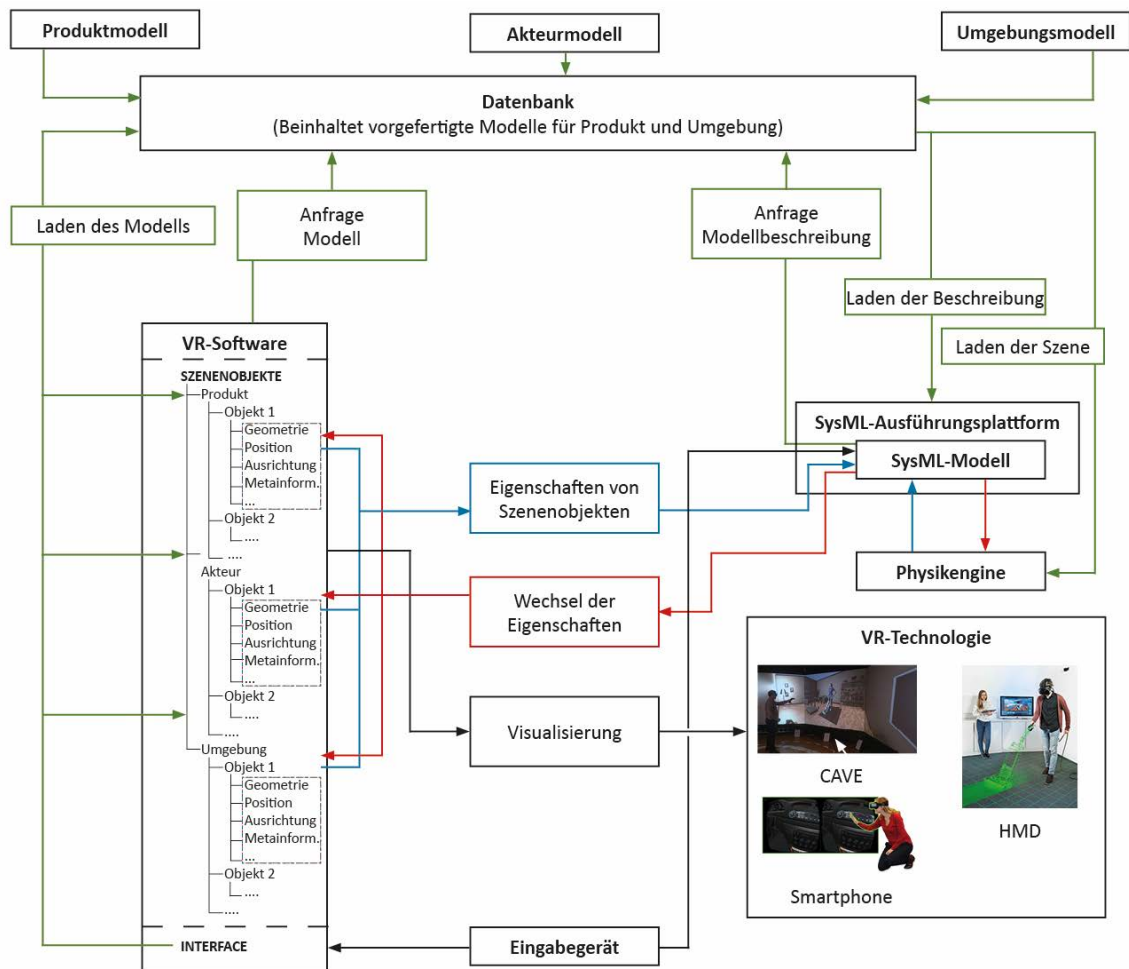 Produktmodell
Akteurmodell
Umgebungsmodell
Datenbank
(Beinhaltet vorgefertigte Modelle für Produkt und Umgebung)
Laden des Modells
Anfrage
Modell
Anfrage
Modellbeschreibung
Laden der Beschreibung
Laden der Szene
VR-Software
SZENENOBJEKTE
Produkt
Objekt 1
Geometrie
Position
Ausrichtung
Metainform.
...
Objekt 2
....
....
Akteur
Objekt 1
Geometrie
Position
Ausrichtung
Metainform.
...
Objekt 2
....
....
Umgebung
Objekt 1
Geometrie
Position
Ausrichtung
Metainform.
...
Objekt 2
....
....
INTERFACE
Eigenschaften von
Szenenobjekten
Wechsel der
Eigenschaften
Visualisierung
Eingabegerät
SysML-Ausführungsplattform
SysML-Modell
Physikengine
VR-Technologie
CAVE
HMD
Smartphone